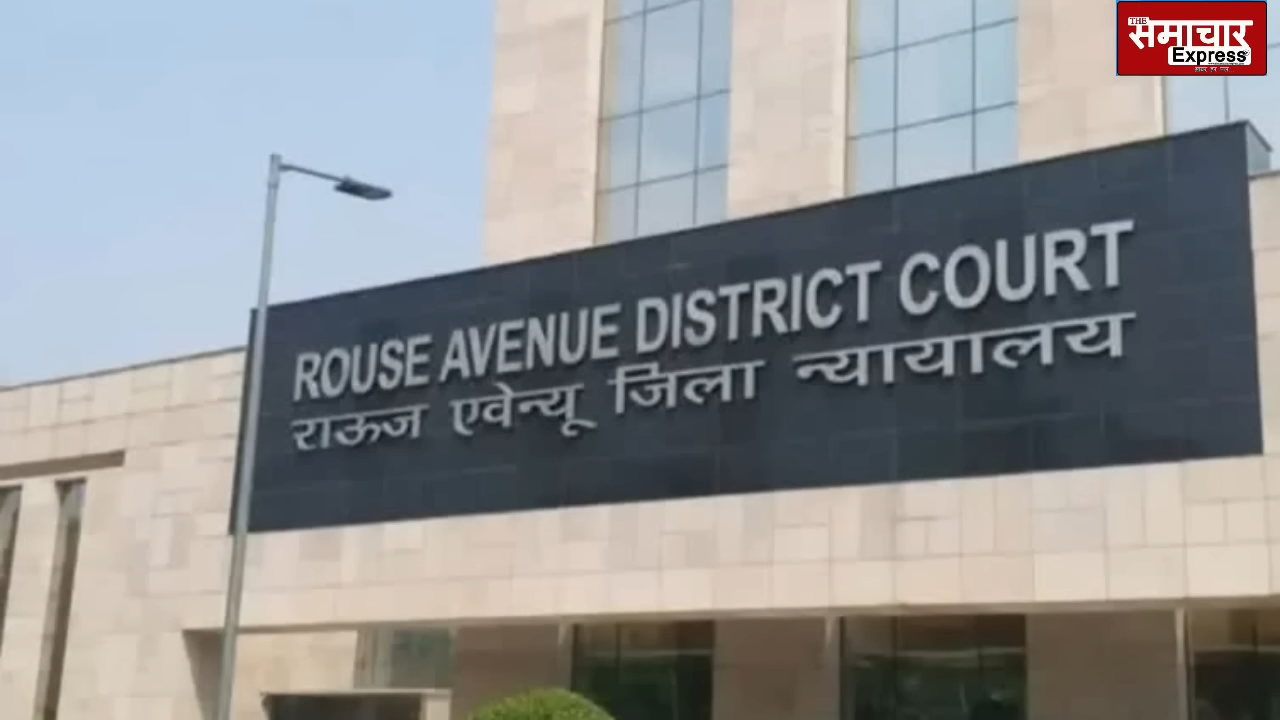 THE
समाचार
Express
ROUSE AVENUE DISTRICT COURT
राऊज एवेन्यू जिला न्यायालय